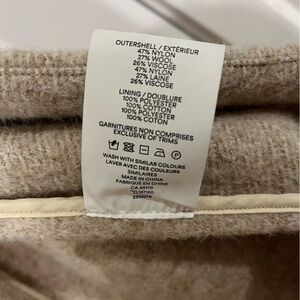 OUTERSHELL / EXTÉRIEUR
47% NYLON
27% WOOL
26% VISCOSE
47% NYLON
27% LAINE
26% VISCOSE
LINING / DOUBLURE
100% POLYESTER
100% COTTON
100% POLYESTER
100% COTON
GARNITURES NON COMPRISES
EXCLUSIVE OF TRIMS
WASH WITH SIMILAR COLOURS
LAVER AVEC DES COULEURS
SIMILAIRES
MADE IN CHINA
FABRIQUÉ EN CHINE